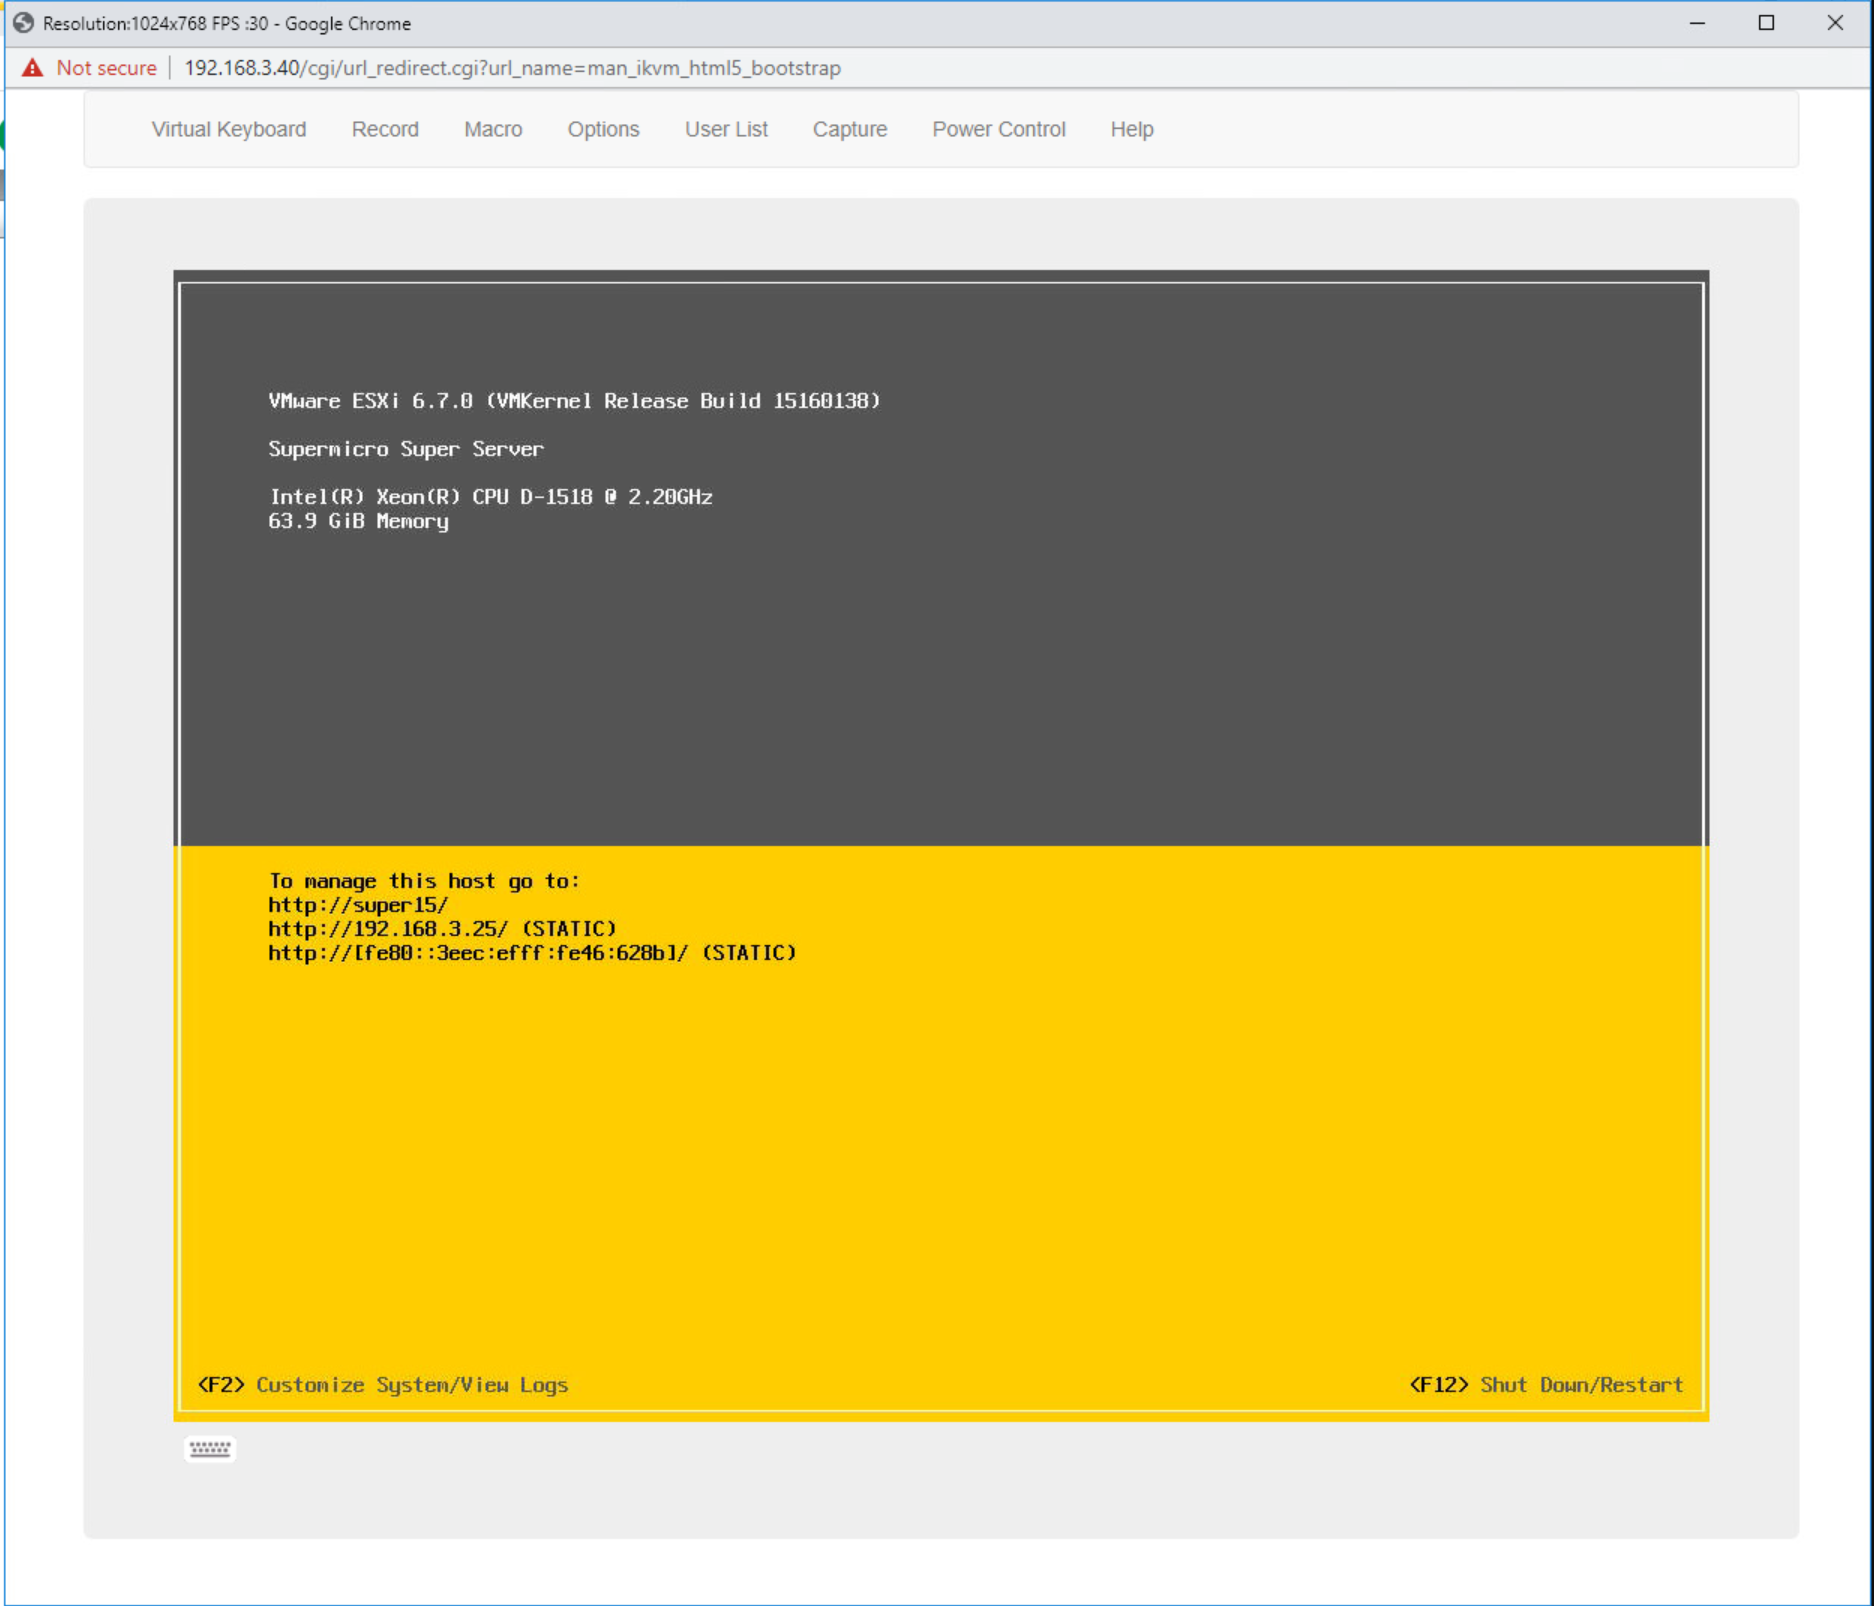 Resolution:1024x768 FPS :30 - Google Chrome
Not secure | 192.168.3.40/cgi/url_redirect.cgi?url_name=man_ikvm_html5_bootstrap
Virtual Keyboard Record Macro Options User List Capture Power Control Help
VMware ESXi 6.7.0 (VMKernel Release Build 15160138)
Supermicro Super Server
Intel(R) Xeon(R) CPU D-1518 @ 2.20GHz
63.9 GiB Memory
To manage this host go to:
http://super15/
http://192.168.3.25/ (STATIC)
http://[fe80::3eec:efff:fe46:628b]/ (STATIC)
<F2> Customize System/View Logs <F12> Shut Down/Restart